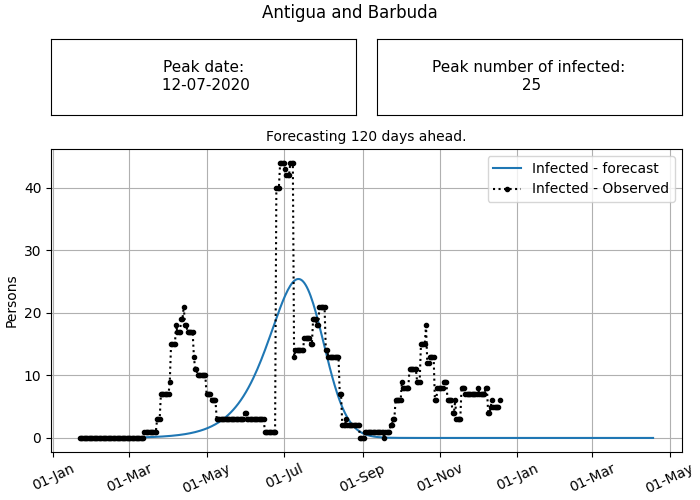 Antigua and Barbuda
Peak date:
12-07-2020
Peak number of infected:
25
Forecasting 120 days ahead.
Infected - forecast
Infected - Observed
Persons
40
30
20
10
0
01-Jan
01-Mar
01-May
01-Jul
01-Sep
01-Nov
01-Jan
01-Mar
01-May